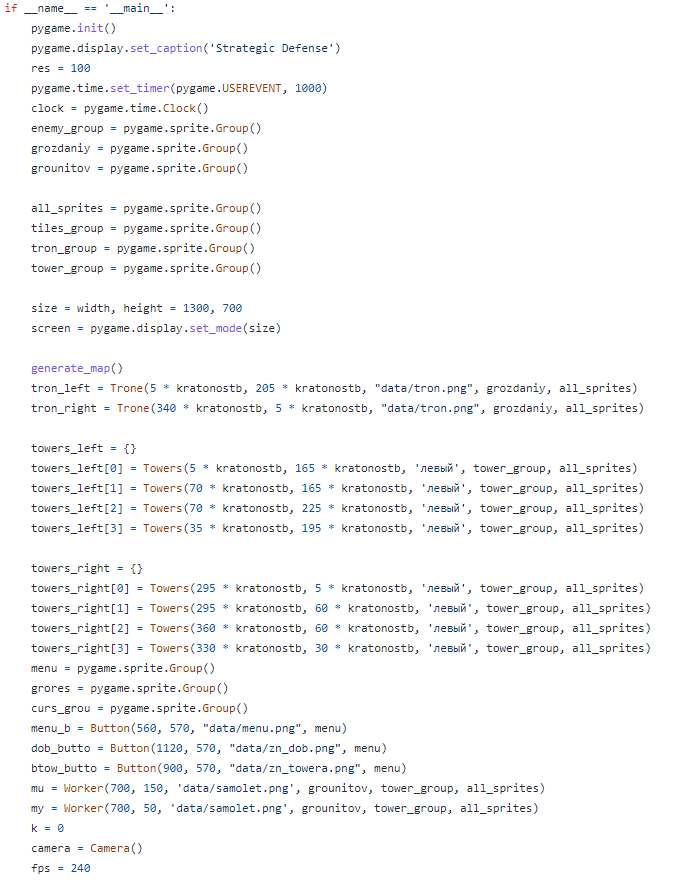 if __name__ == '__main__':
    pygame.init()
    pygame.display.set_caption('Strategic Defense')
    res = 100
    pygame.time.set_timer(pygame.USEREVENT, 1000)
    clock = pygame.time.Clock()
    enemy_group = pygame.sprite.Group()
    grozdaniy = pygame.sprite.Group()
    grounitov = pygame.sprite.Group()

    all_sprites = pygame.sprite.Group()
    tiles_group = pygame.sprite.Group()
    tron_group = pygame.sprite.Group()
    tower_group = pygame.sprite.Group()

    size = width, height = 1300, 700
    screen = pygame.display.set_mode(size)

    generate_map()
    tron_left = Trone(5 * kratonostb, 205 * kratonostb, "data/tron.png", grozdaniy, all_sprites)
    tron_right = Trone(340 * kratonostb, 5 * kratonostb, "data/tron.png", grozdaniy, all_sprites)

    towers_left = {}
    towers_left[0] = Towers(5 * kratonostb, 165 * kratonostb, 'левый', tower_group, all_sprites)
    towers_left[1] = Towers(70 * kratonostb, 165 * kratonostb, 'левый', tower_group, all_sprites)
    towers_left[2] = Towers(70 * kratonostb, 225 * kratonostb, 'левый', tower_group, all_sprites)
    towers_left[3] = Towers(35 * kratonostb, 195 * kratonostb, 'левый', tower_group, all_sprites)

    towers_right = {}
    towers_right[0] = Towers(295 * kratonostb, 5 * kratonostb, 'левый', tower_group, all_sprites)
    towers_right[1] = Towers(295 * kratonostb, 60 * kratonostb, 'левый', tower_group, all_sprites)
    towers_right[2] = Towers(360 * kratonostb, 60 * kratonostb, 'левый', tower_group, all_sprites)
    towers_right[3] = Towers(330 * kratonostb, 30 * kratonostb, 'левый', tower_group, all_sprites)
    menu = pygame.sprite.Group()
    grores = pygame.sprite.Group()
    curs_grou = pygame.sprite.Group()
    menu_b = Button(560, 570, "data/menu.png", menu)
    dob_butto = Button(1120, 570, "data/zn_dob.png", menu)
    btow_butto = Button(900, 570, "data/zn_towera.png", menu)
    mu = Worker(700, 150, 'data/samolet.png', grounitov, tower_group, all_sprites)
    my = Worker(700, 50, 'data/samolet.png', grounitov, tower_group, all_sprites)
    k = 0
    camera = Camera()
    fps = 240